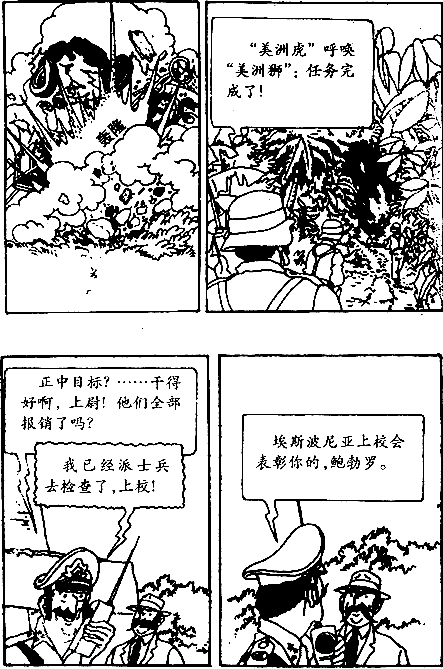 轰隆
“美洲虎”呼唤
“美洲狮”：任务完
成了！
正中目标？……干得
好啊，上尉！他们全部
报销了吗？
我已经派士兵
去检查了，上校！
埃斯波尼亚上校会
表彰你的，鲍勃罗。